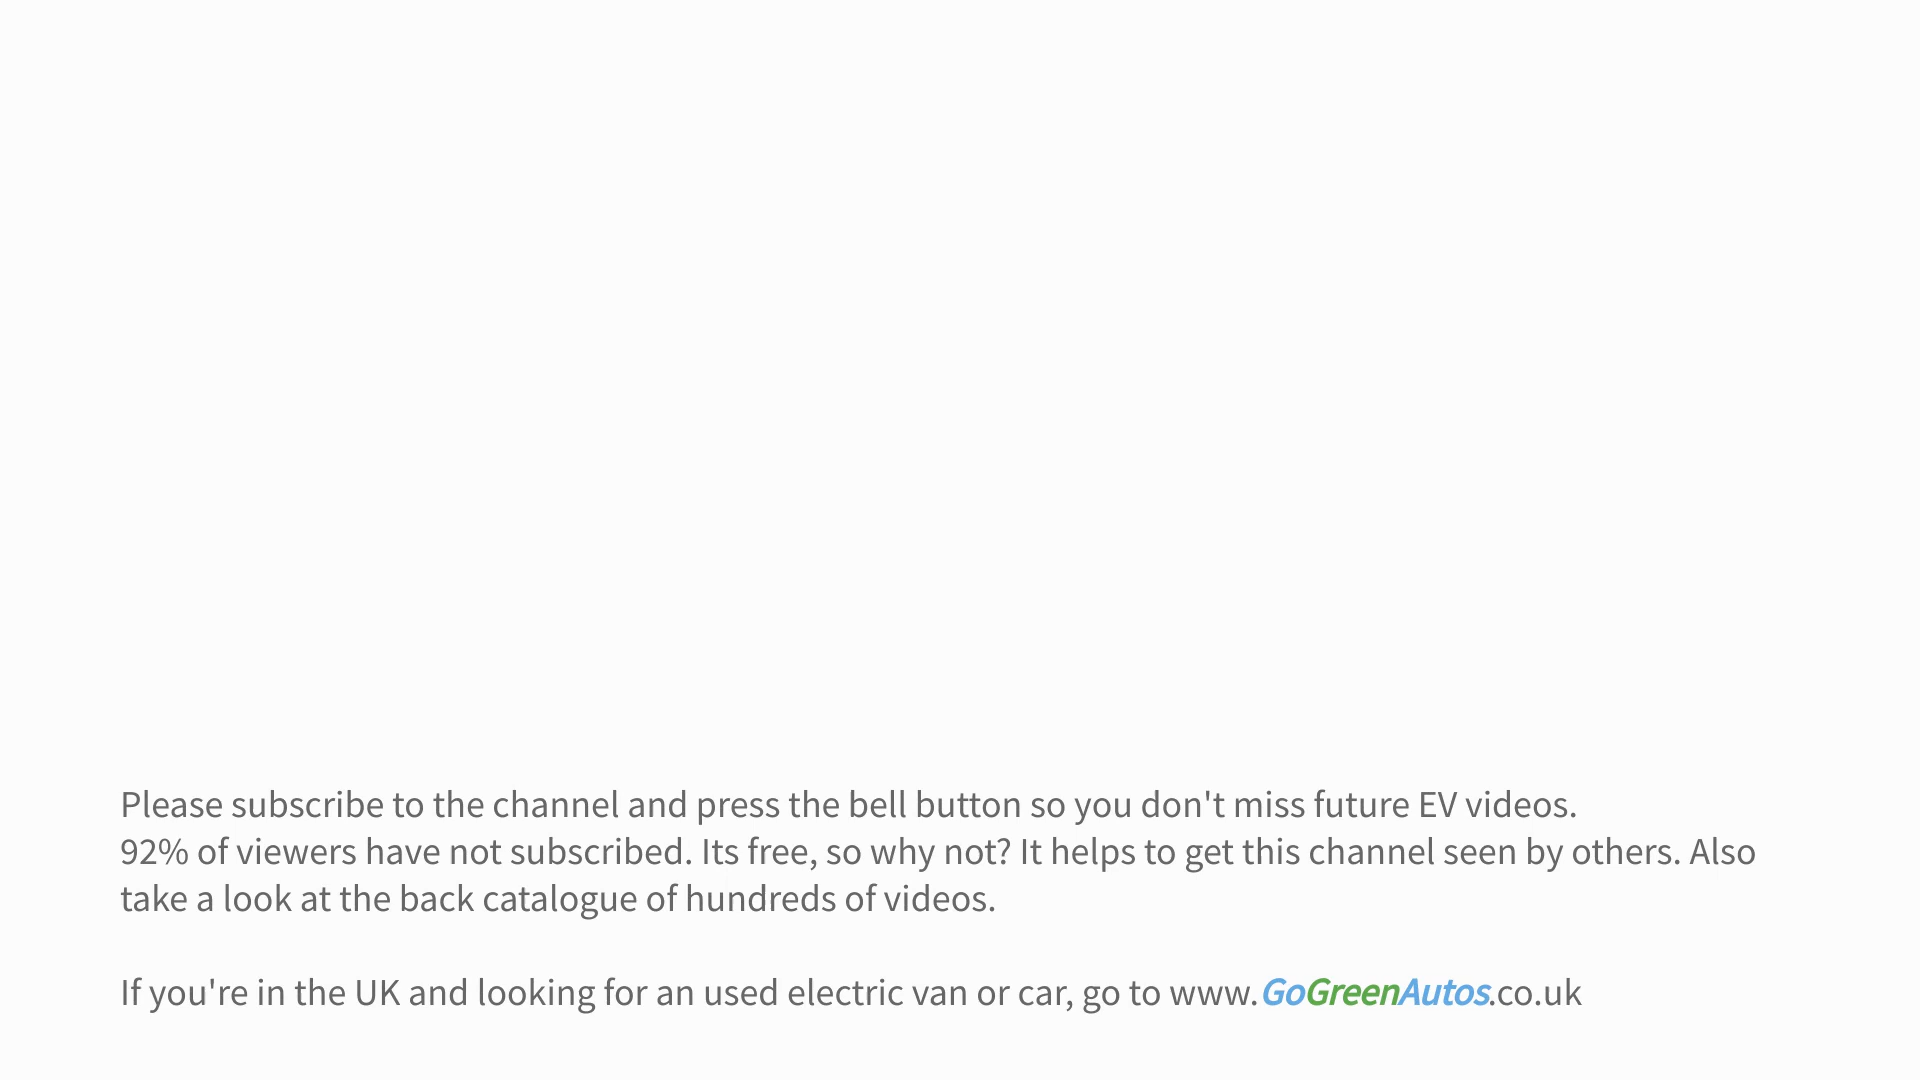 Please subscribe to the channel and press the bell button so you don't miss future EV videos.
92% of viewers have not subscribed. Its free, so why not? It helps to get this channel seen by others. Also
take a look at the back catalogue of hundreds of videos.
If you're in the UK and looking for an used electric van or car, go to www.GoGreenAutos.co.uk